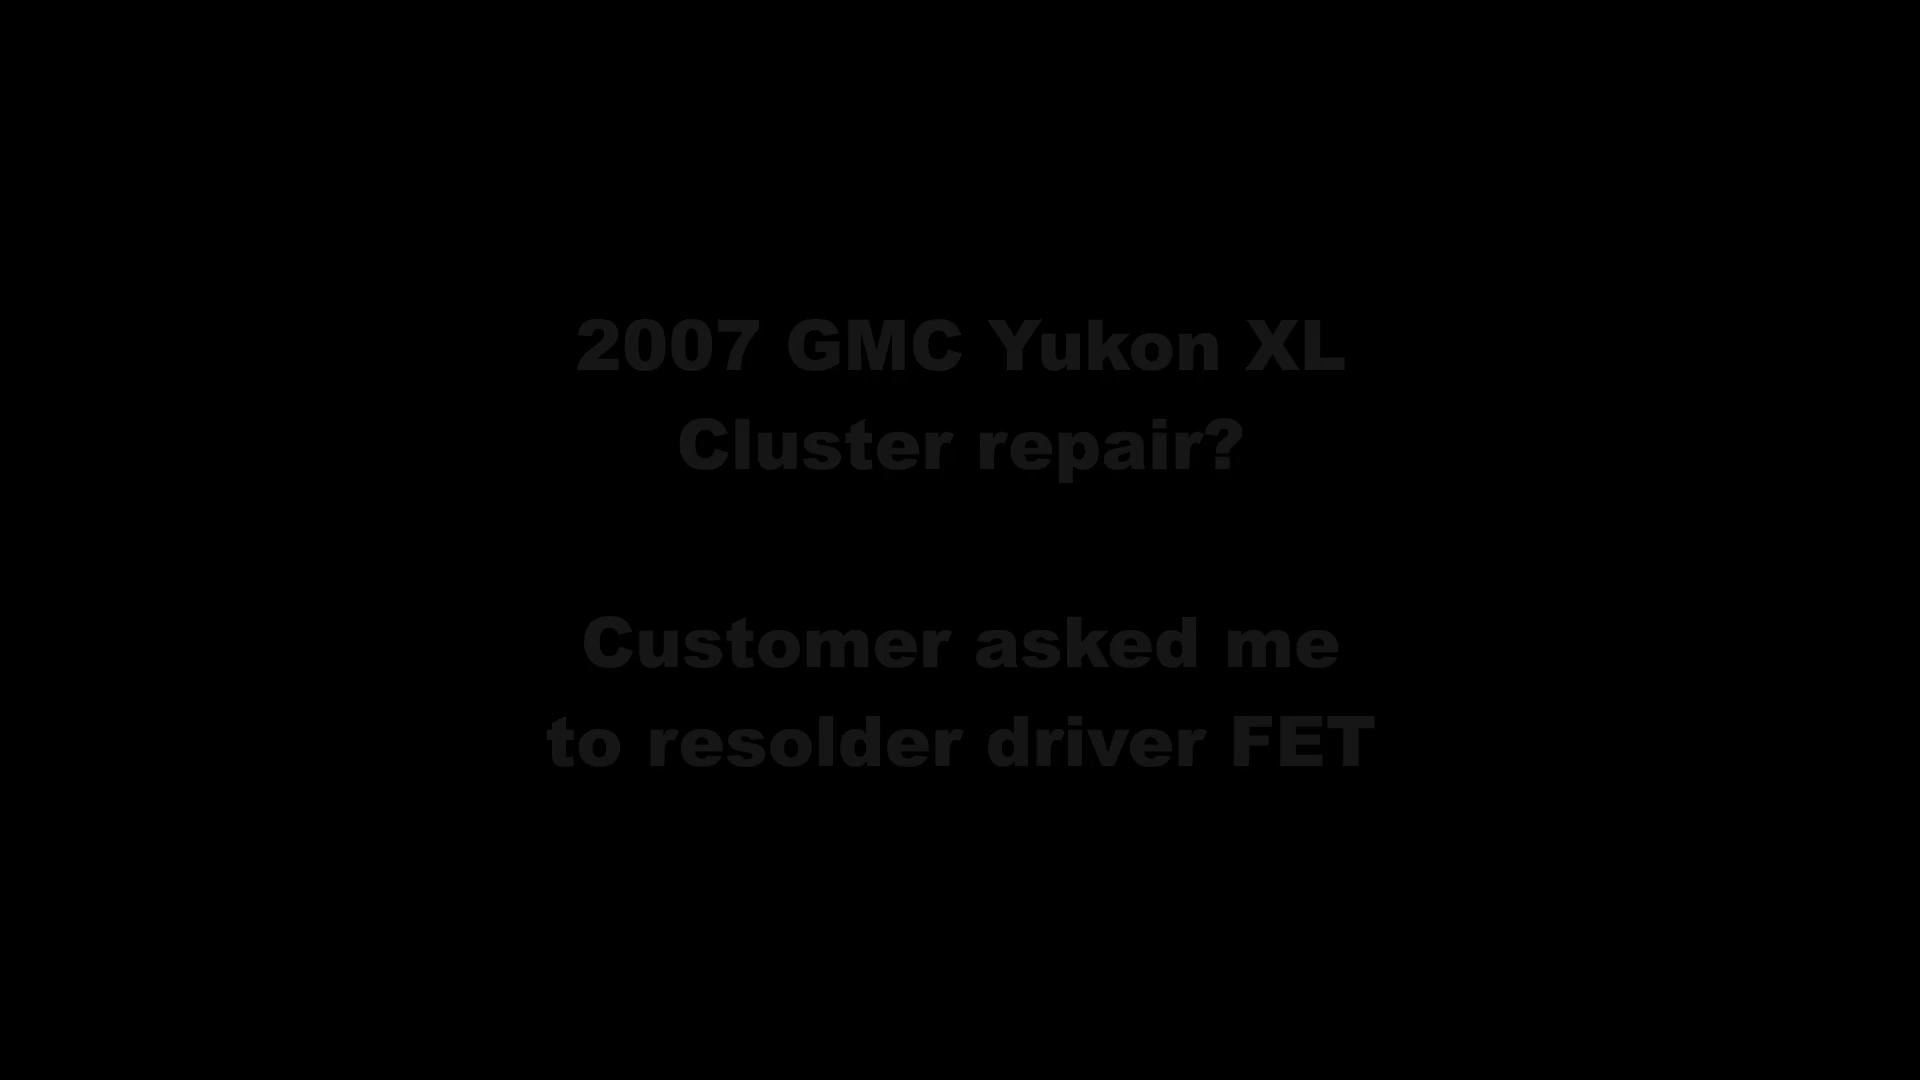 2007 GMC Yukon XL
Cluster repair?
Customer asked me
to resolder driver FET